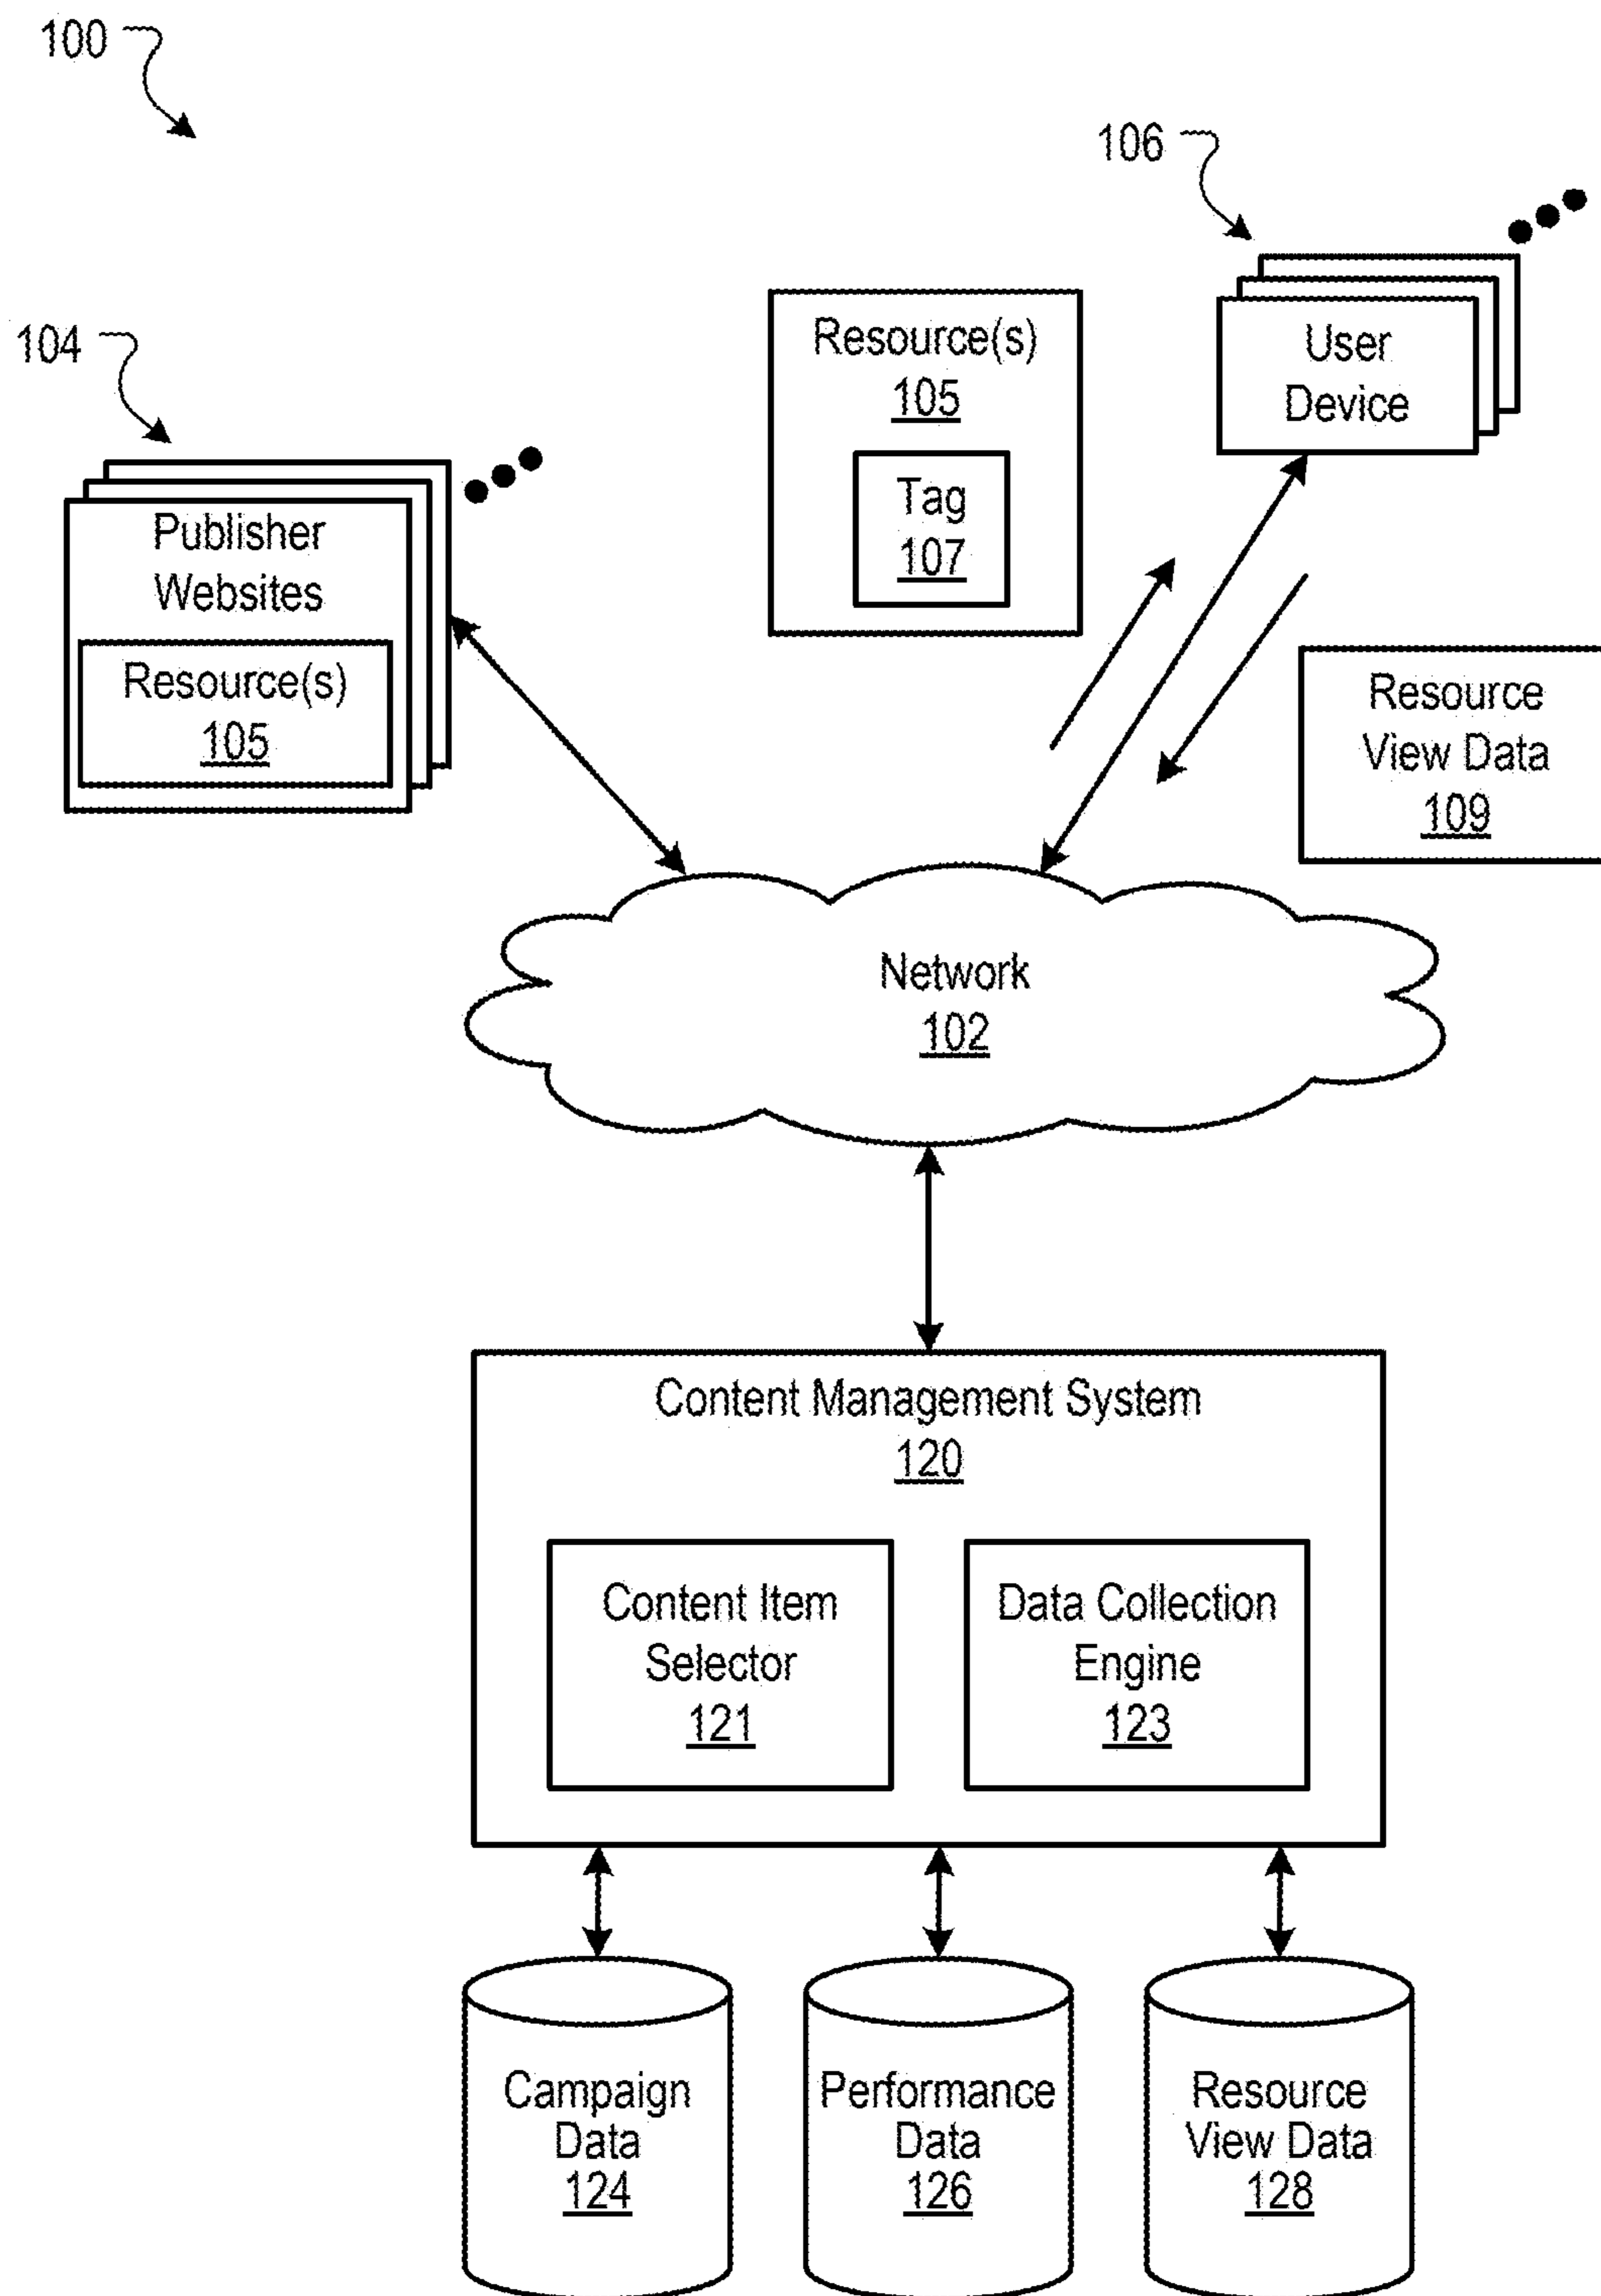 100
106
104
Resource(s)
105
Tag
107
User
Device
Publisher
Websites
Resource(s)
105
Resource
View Data
109
Network
102
Content Management System
120
Content Item
Selector
121
Data Collection
Engine
123
Campaign
Data
124
Performance
Data
126
Resource
View Data
128